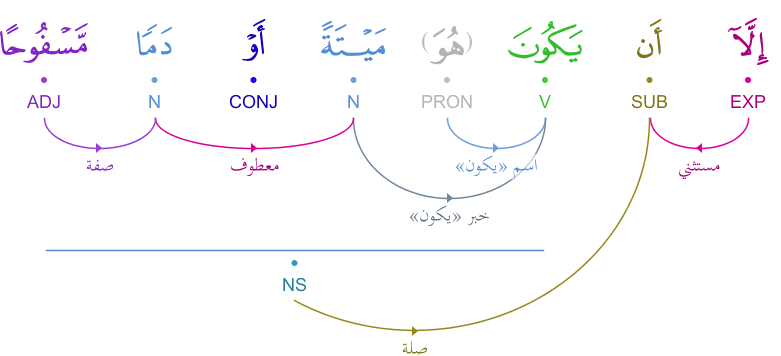 إِلَّآ أَن يَكُونَ (هُوَ) مَيْتَةً أَوْ دَمًا مَّسْفُوحًا
EXP SUB V PRON N CONJ N ADJ
مستثني اسم «يكون» معطوف صفة
خبر «يكون»
NS
صلة